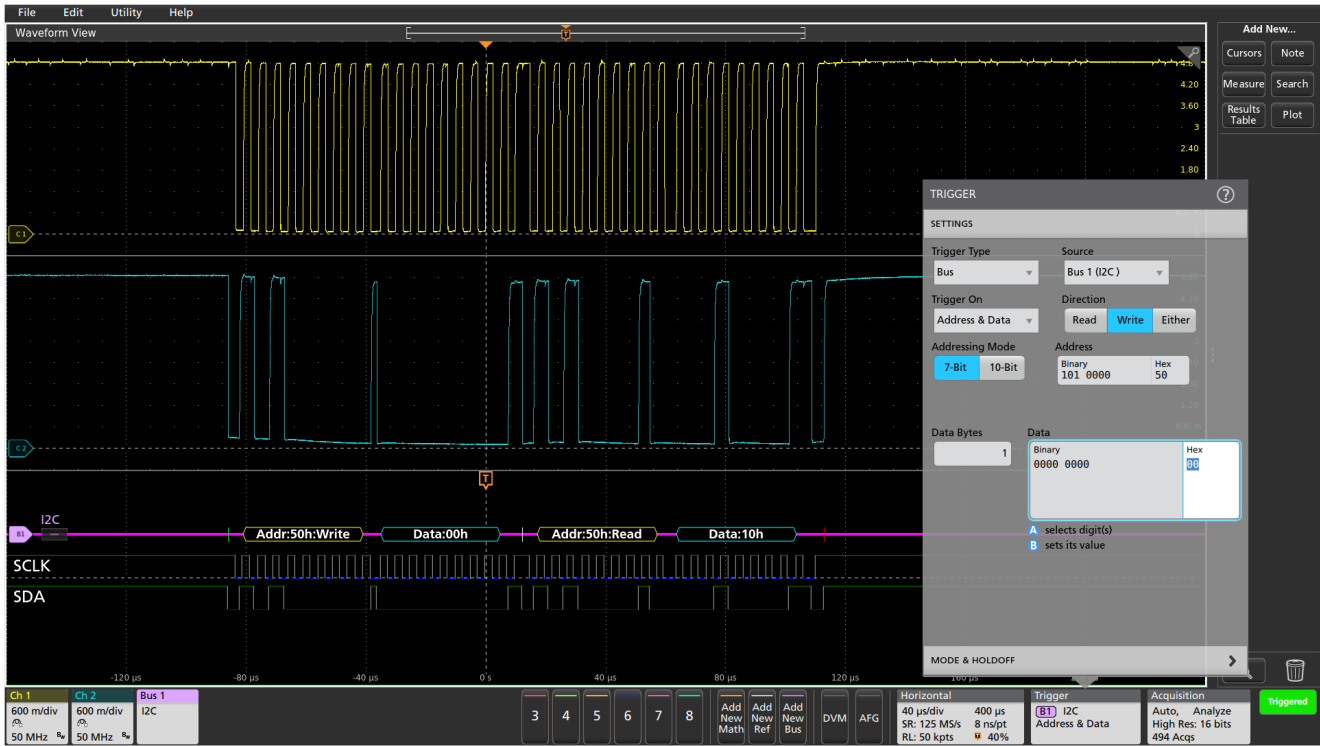 File Edit Utility Help
Waveform View
Add New...
Cursors Note
Measure Search
Results Table Plot
4.20
3.60
3
2.40
1.80
C1
C2
TRIGGER ?
SETTINGS
Trigger Type Source
Bus Bus 1 (I2C )
Trigger On Direction
Address & Data Read Write Either
Addressing Mode Address
7-Bit 10-Bit
Binary Hex
101 0000 50
Data Bytes Data
1
Binary Hex
0000 0000 00
A selects digit(s)
B sets its value
MODE & HOLDOFF
T
T
I2C
B1
Addr:50h:Write Data:00h Addr:50h:Read Data:10h
SCLK
SDA
-120 µs -80 µs -40 µs 0 s 40 µs 80 µs 120 µs 160 µs
Ch 1
600 m/div
50 MHz Bw
Ch 2
600 m/div
50 MHz Bw
Bus 1
I2C
3 4 5 6 7 8
Add New Math
Add New Ref
Add New Bus
DVM AFG
Horizontal
40 µs/div 400 µs
SR: 125 MS/s 8 ns/pt
RL: 50 kpts 40%
Trigger
B1 I2C
Address & Data
Acquisition
Auto, Analyze
High Res: 16 bits
494 Acqs
Triggered